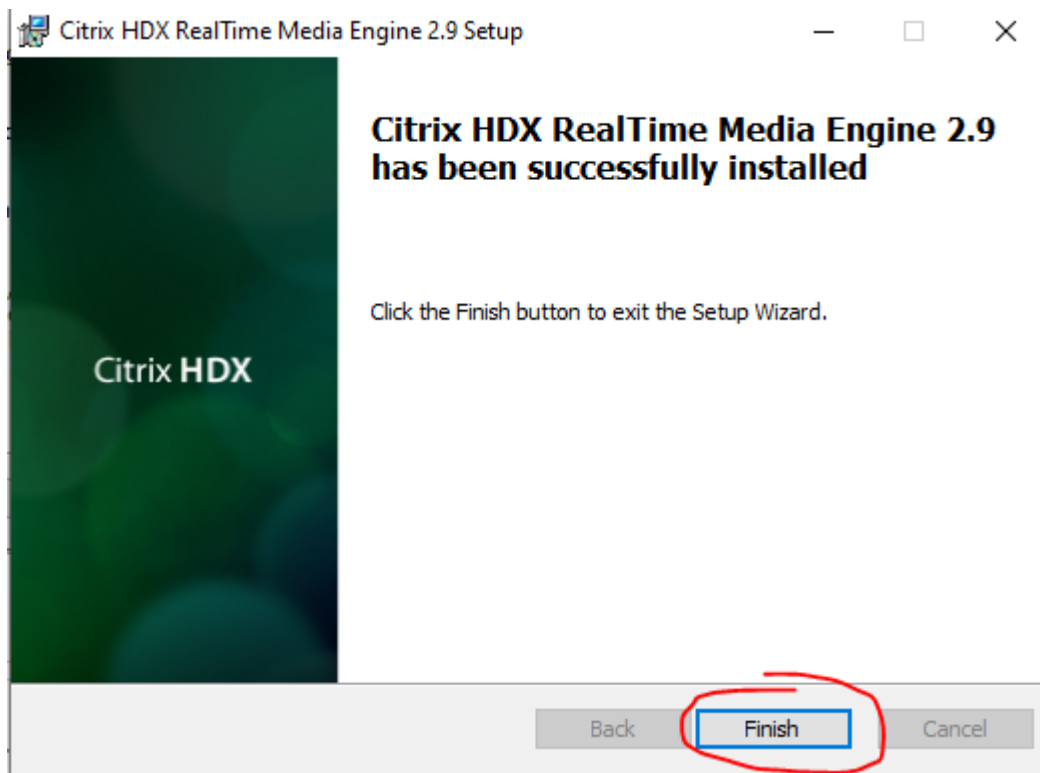 Citrix HDX RealTime Media Engine 2.9 Setup
Citrix HDX RealTime Media Engine 2.9
has been successfully installed
Click the Finish button to exit the Setup Wizard.
Citrix HDX
Back
Finish
Cancel